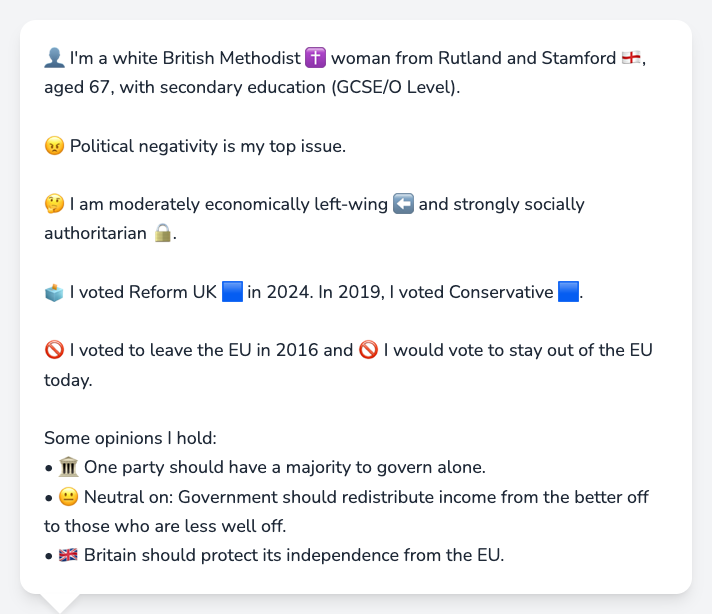 👤 I'm a white British Methodist ✝️ woman from Rutland and Stamford 🏴󠁧󠁢󠁥󠁮󠁧󠁿,
aged 67, with secondary education (GCSE/O Level).
😠 Political negativity is my top issue.
🤔 I am moderately economically left-wing ⬅️ and strongly socially
authoritarian 🔒.
🗳️ I voted Reform UK 🟦 in 2024. In 2019, I voted Conservative 🟦.
🚫 I voted to leave the EU in 2016 and 🚫 I would vote to stay out of the EU
today.
Some opinions I hold:
• 🏛️ One party should have a majority to govern alone.
• 😐 Neutral on: Government should redistribute income from the better off
to those who are less well off.
• 🇬🇧 Britain should protect its independence from the EU.